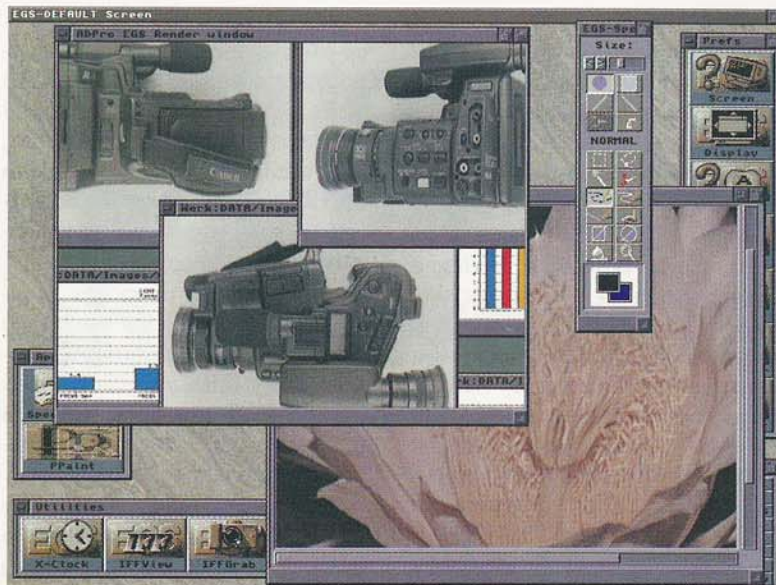 EGS-DEFAULT Screen
ADPro EGS Render window
EGS-Spa
Size:
NORMAL
Prefs
Screen
Display
CANON
Werk:DATA/Image
:DATA/Images/
k:DATA/I
PPaint
Utilities
X-Clock
IFFView
IFFGrab